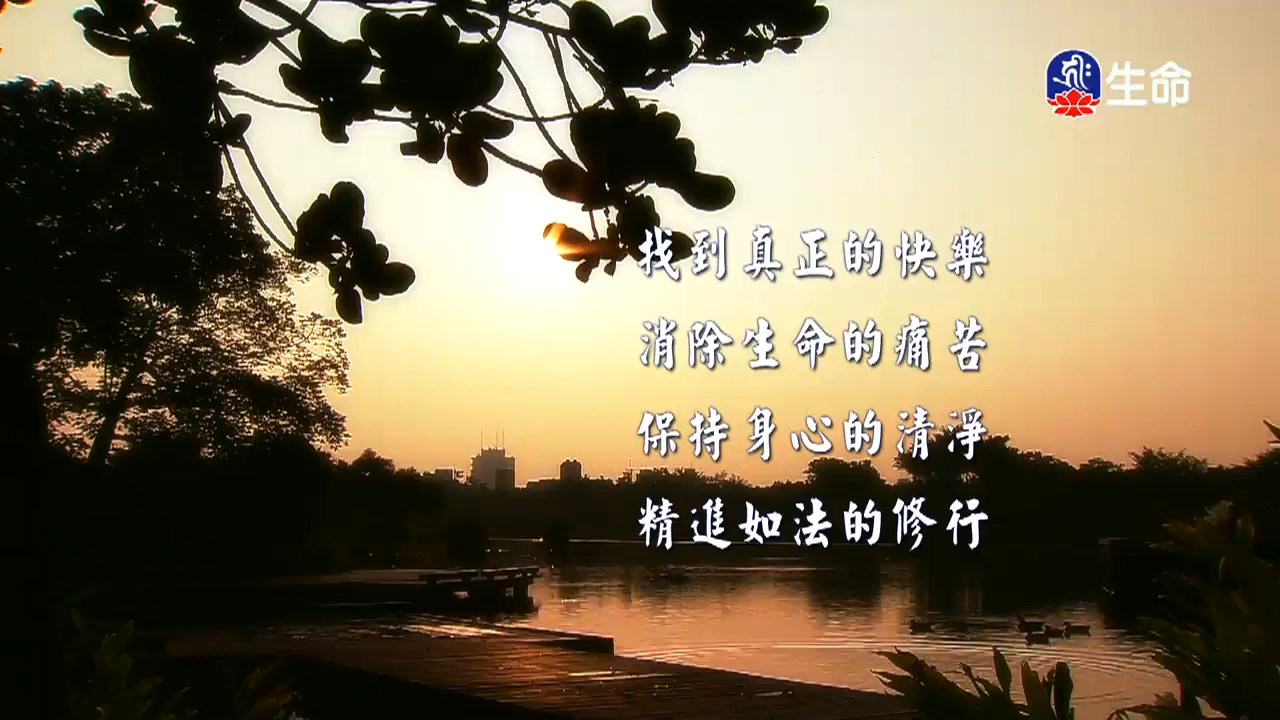 生命
找到真正的快樂
消除生命的痛苦
保持身心的清淨
精進如法的修行